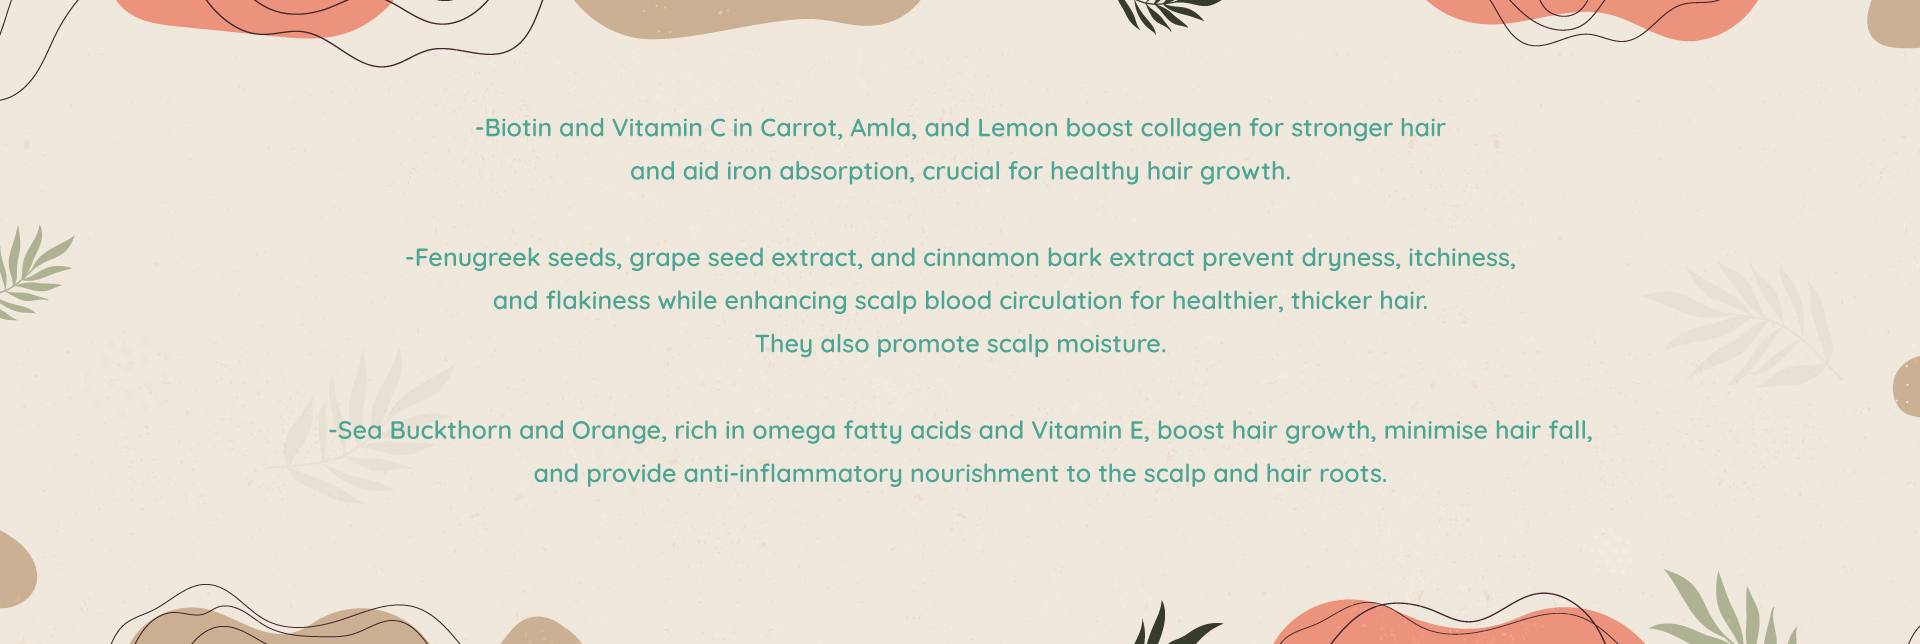 -Biotin and Vitamin C in Carrot, Amla, and Lemon boost collagen for stronger hair
and aid iron absorption, crucial for healthy hair growth.
-Fenugreek seeds, grape seed extract, and cinnamon bark extract prevent dryness, itchiness,
and flakiness while enhancing scalp blood circulation for healthier, thicker hair.
They also promote scalp moisture.
-Sea Buckthorn and Orange, rich in omega fatty acids and Vitamin E, boost hair growth, minimise hair fall,
and provide anti-inflammatory nourishment to the scalp and hair roots.